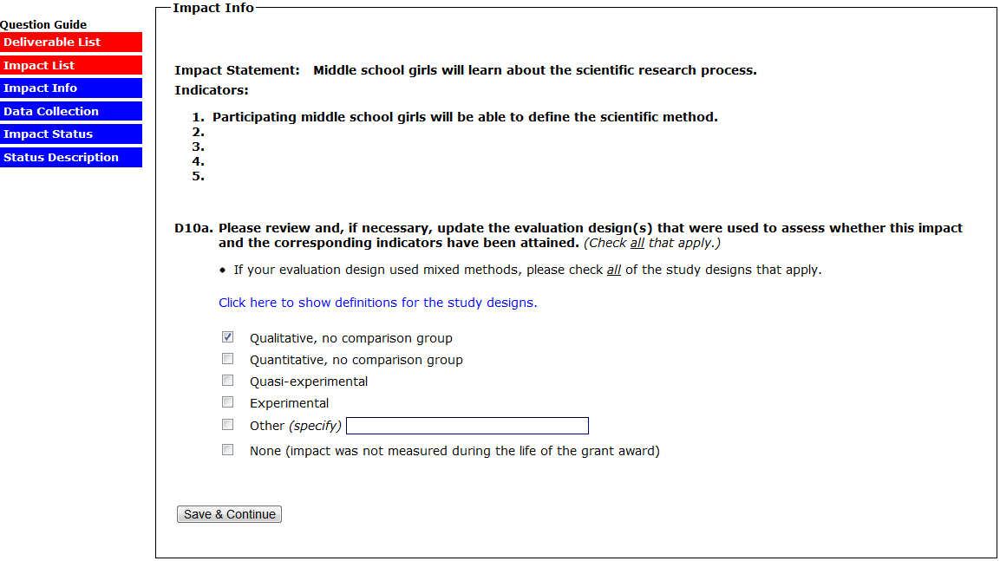 Impact Info
Question Guide
Deliverable List
Impact List
Impact Info
Data Collection
Impact Status
Status Description
Impact Statement: Middle school girls will learn about the scientific research process.
Indicators:
1. Participating middle school girls will be able to define the scientific method.
2.
3.
4.
5.
D10a. Please review and, if necessary, update the evaluation design(s) that were used to assess whether this impact
and the corresponding indicators have been attained. (Check all that apply.)
• If your evaluation design used mixed methods, please check all of the study designs that apply.
Click here to show definitions for the study designs.
Qualitative, no comparison group
Quantitative, no comparison group
Quasi-experimental
Experimental
Other (specify)
None (impact was not measured during the life of the grant award)
Save & Continue